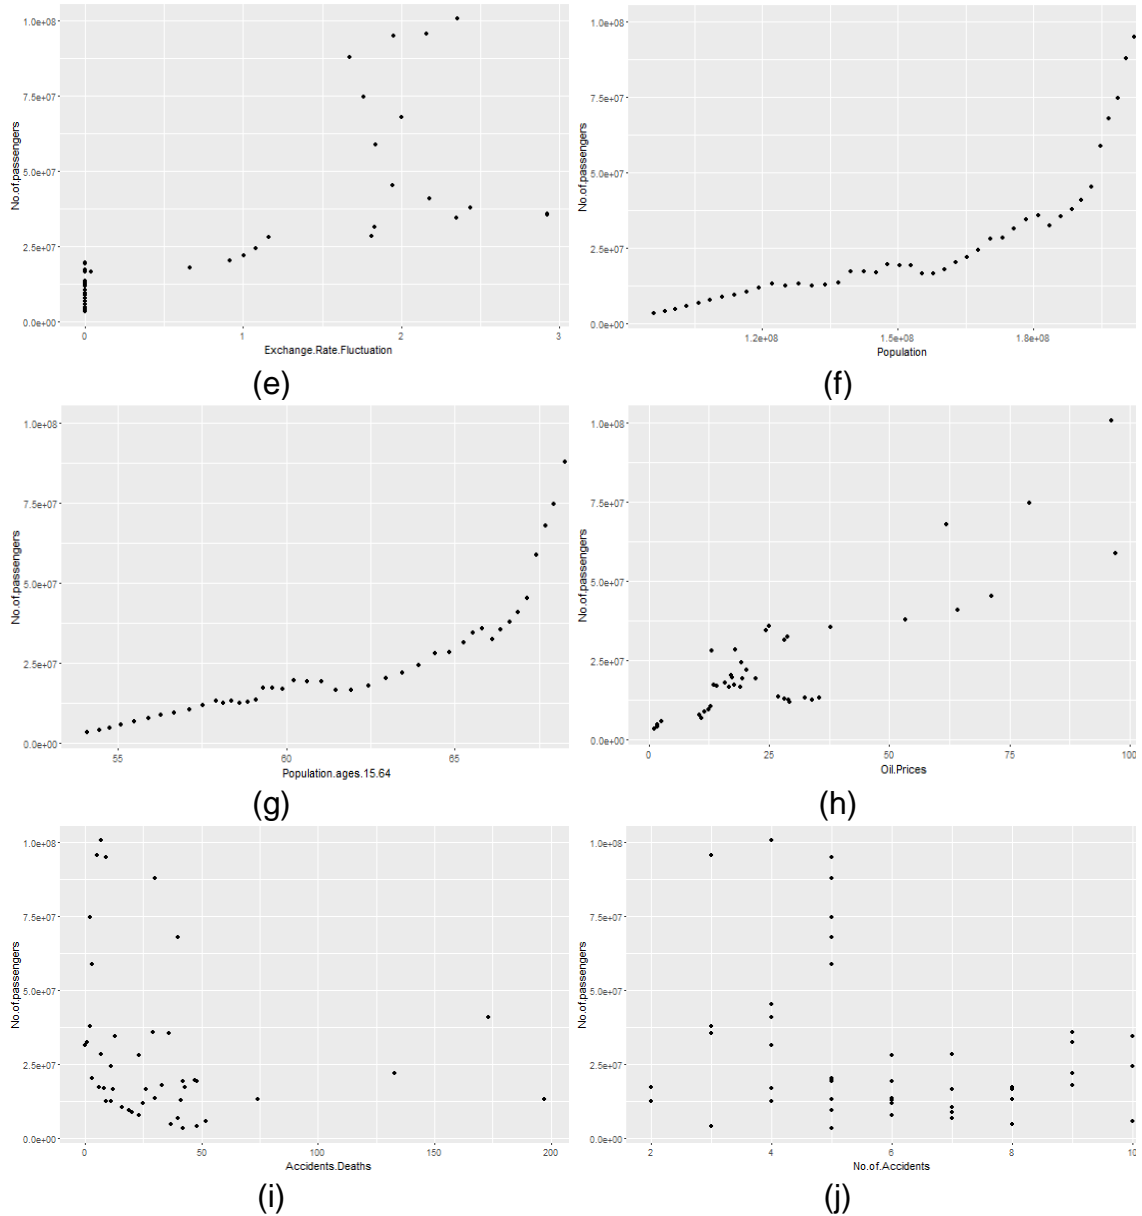 1.0e+08
7.5e+07
5.0e+07
2.5e+07
0.0e+00
No.of.passengers
0 1 2 3
Exchange.Rate.Fluctuation
(e)
1.0e+08
7.5e+07
5.0e+07
2.5e+07
0.0e+00
No.of.passengers
1.2e+08 1.5e+08 1.8e+08
Population
(f)
1.0e+08
7.5e+07
5.0e+07
2.5e+07
0.0e+00
No.of.passengers
55 60 65
Population.ages.15.64
(g)
1.0e+08
7.5e+07
5.0e+07
2.5e+07
0.0e+00
No.of.passengers
0 25 50 75 100
Oil.Prices
(h)
1.0e+08
7.5e+07
5.0e+07
2.5e+07
0.0e+00
No.of.passengers
0 50 100 150 200
Accidents.Deaths
(i)
1.0e+08
7.5e+07
5.0e+07
2.5e+07
0.0e+00
No.of.passengers
2 4 6 8 10
No.of.Accidents
(j)